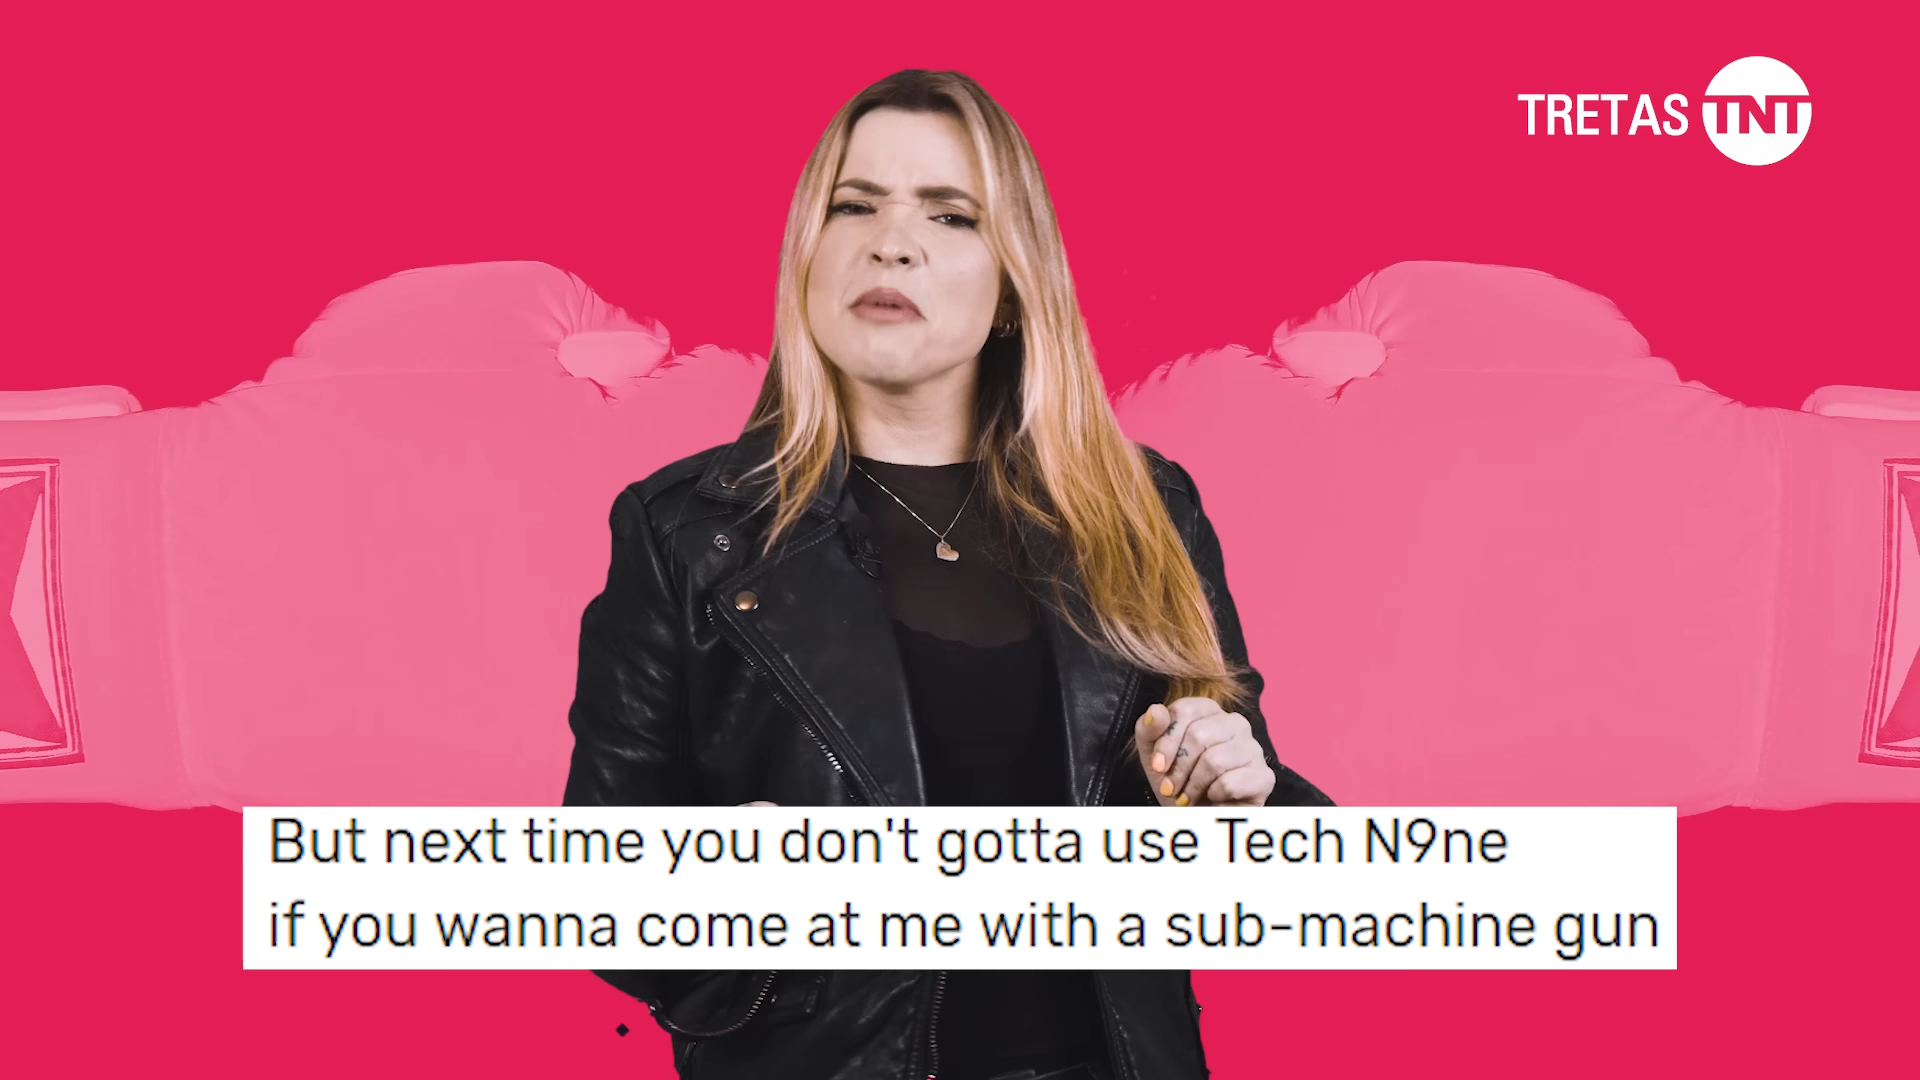 TRETAS TNT
But next time you don't gotta use Tech N9ne
if you wanna come at me with a sub-machine gun